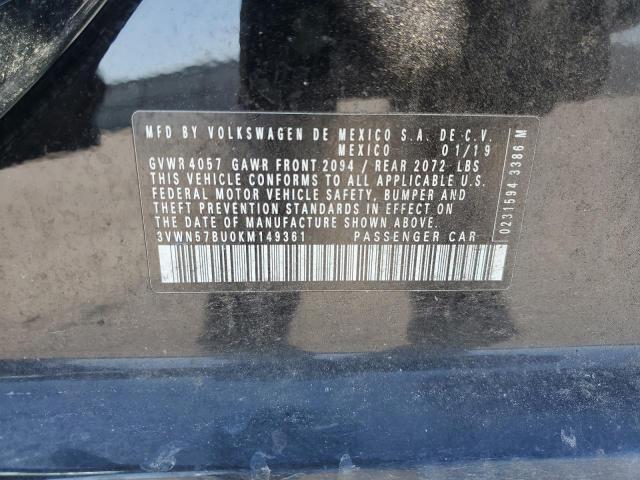 MFD BY VOLKSWAGEN DE MEXICO S.A. DE C.V.
MEXICO 01/19
GVWR 4057 GAWR FRONT 2094 / REAR 2072 LBS
THIS VEHICLE CONFORMS TO ALL APPLICABLE U.S.
FEDERAL MOTOR VEHICLE SAFETY, BUMPER AND
THEFT PREVENTION STANDARDS IN EFFECT ON
THE DATE OF MANUFACTURE SHOWN ABOVE.
3VWN57BU0KM149361 PASSENGER CAR
0231594 3386 M